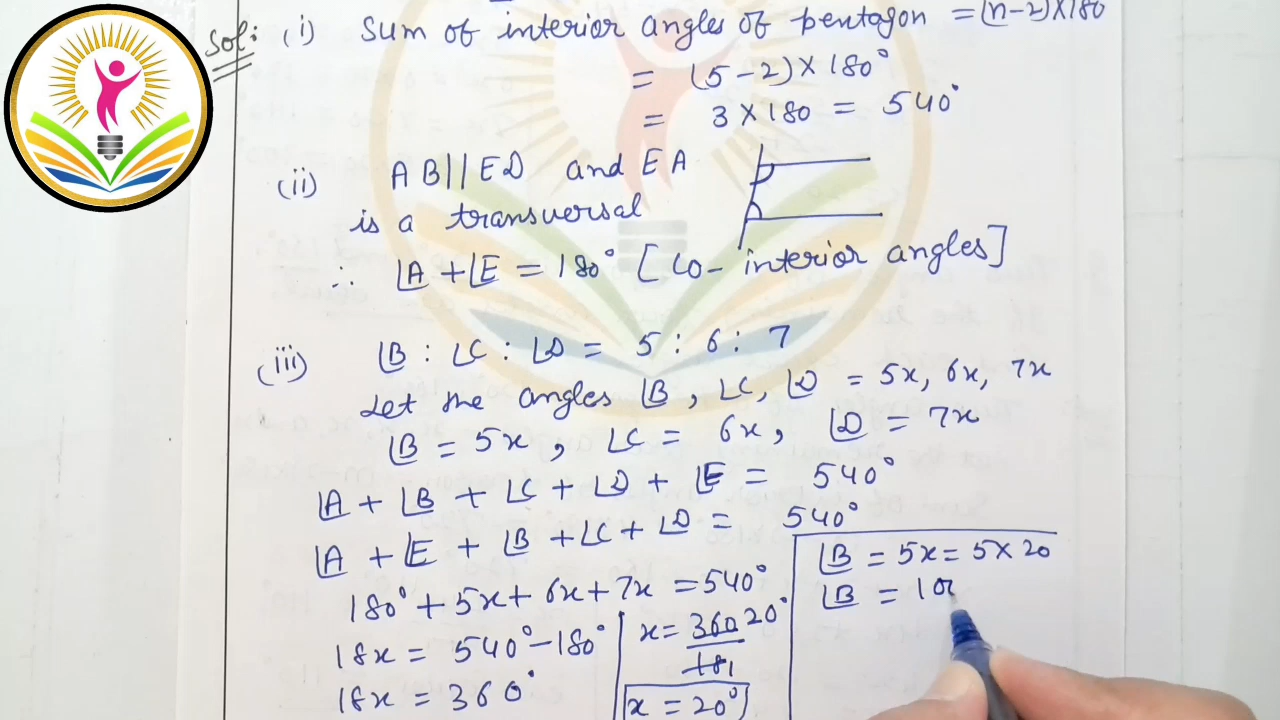 Sol: (i) Sum of interior angles of pentagon = (n-2)×180
= (5-2)×180°
= 3×180 = 540°
(ii) AB||ED and EA
is a transversal
∴ ∠A+∠E = 180° [Co-interior angles]
(iii) ∠B : ∠C : ∠D = 5 : 6 : 7
Let the angles ∠B, ∠C, ∠D = 5x, 6x, 7x
∠B = 5x, ∠C = 6x, ∠D = 7x
∠A + ∠B + ∠C + ∠D + ∠E = 540°
∠A + ∠E + ∠B + ∠C + ∠D = 540°
180° + 5x + 6x + 7x = 540°
18x = 540° - 180°
18x = 360°
x = 360/18 20°
1
x = 20°
∠B = 5x = 5×20
∠B = 10